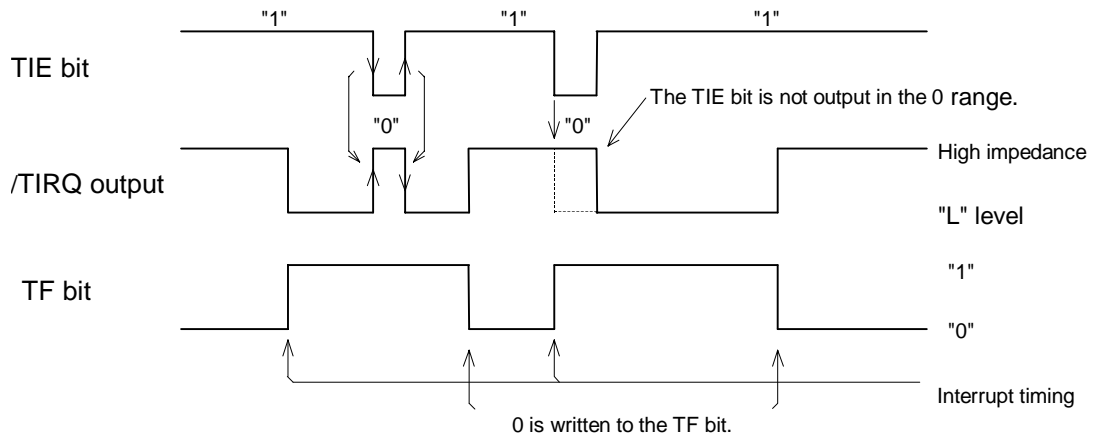 "1" "1" "1"
TIE bit
The TIE bit is not output in the 0 range.
"0" "0"
High impedance
/TIRQ output
"L" level
"1"
TF bit
"0"
Interrupt timing
0 is written to the TF bit.